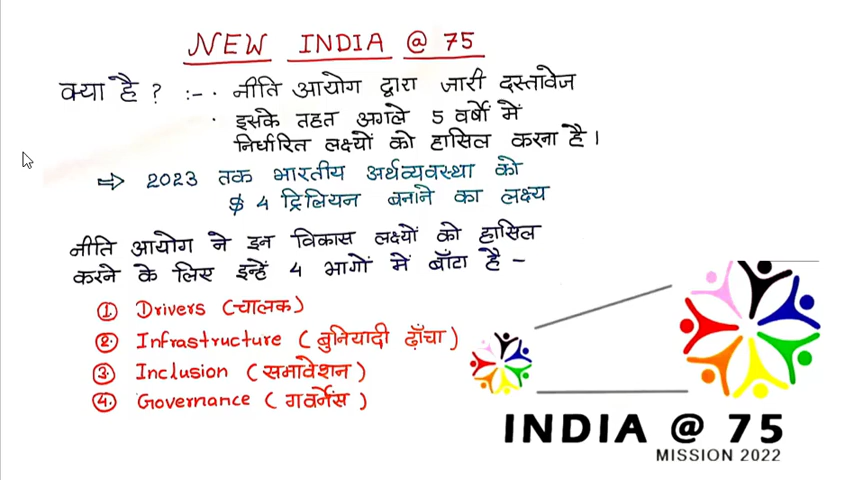 NEW INDIA @ 75
क्या है ? :- · नीति आयोग द्वारा जारी दस्तावेज
· इसके तहत अगले 5 वर्षों में
निर्धारित लक्ष्यों को हासिल करना है।
⇒ 2023 तक भारतीय अर्थव्यवस्था को
$ 4 ट्रिलियन बनाने का लक्ष्य
नीति आयोग ने इन विकास लक्ष्यों को हासिल
करने के लिए इन्हें 4 भागों में बाँटा है -
① Drivers (चालक)
② Infrastructure (बुनियादी ढ़ाँचा)
③ Inclusion (समावेशन)
④ Governance (गवर्नेंस)
INDIA @ 75
MISSION 2022